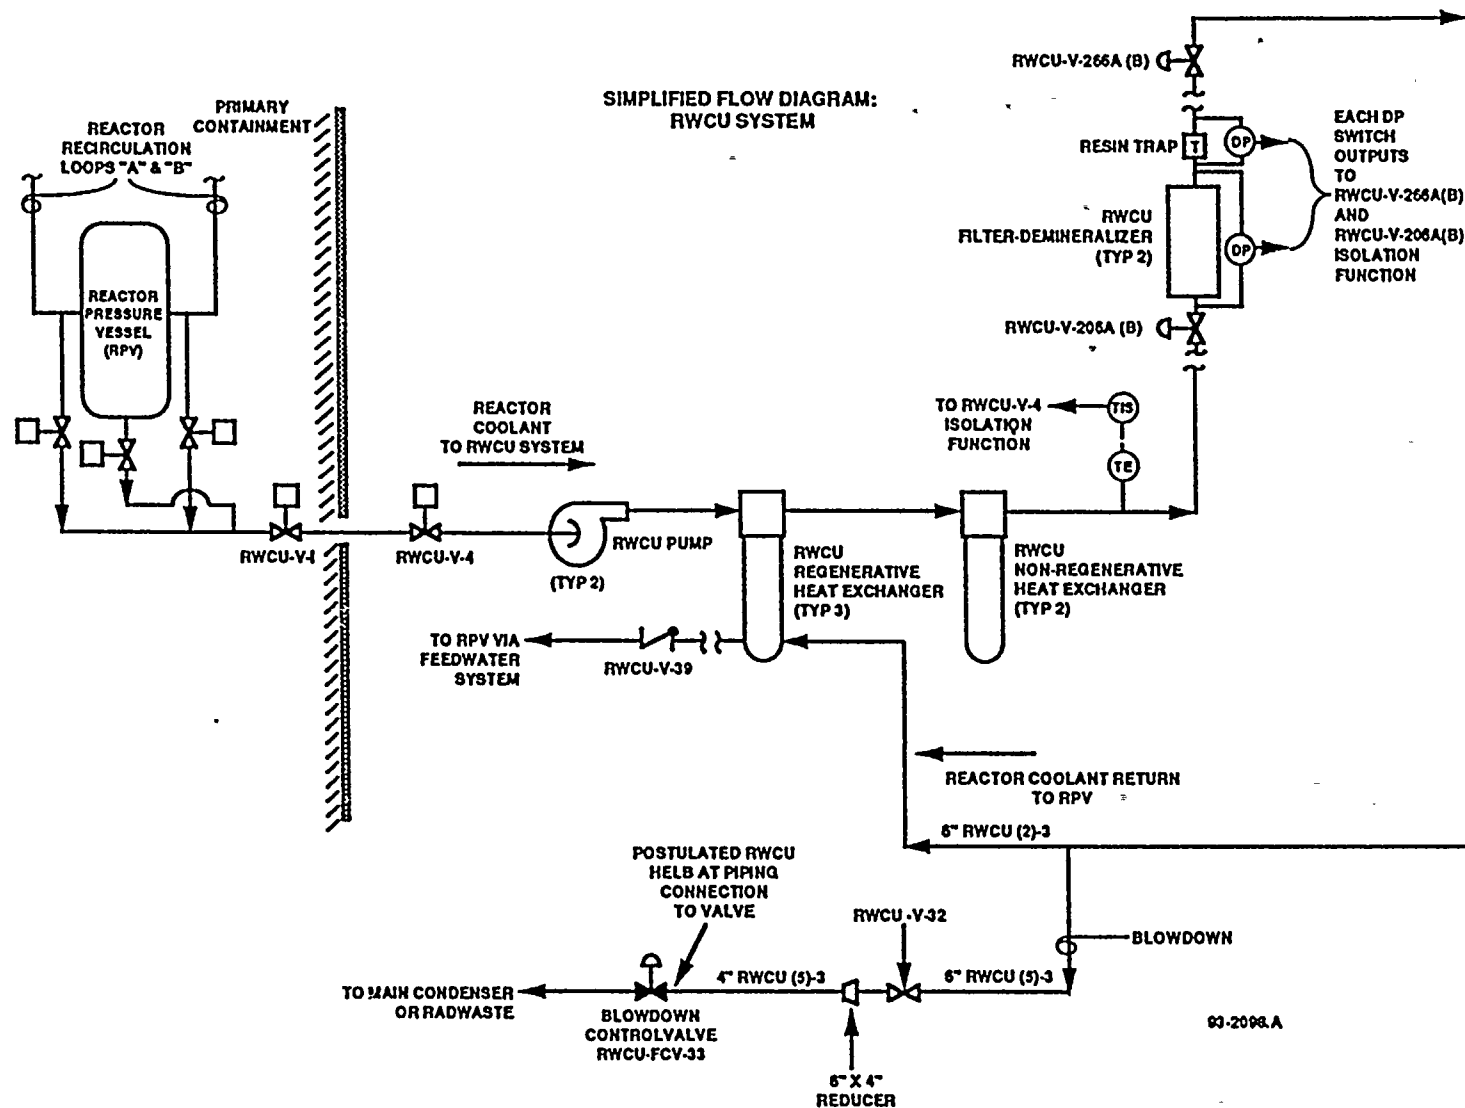 SIMPLIFIED FLOW DIAGRAM:
RWCU SYSTEM
PRIMARY
CONTAINMENT
REACTOR
RECIRCULATION
LOOPS "A" & "B"
REACTOR
PRESSURE
VESSEL
(RPV)
RWCU-V-266A (B)
RESIN TRAP
T
DP
RWCU
FILTER-DEMINERALIZER
(TYP 2)
DP
RWCU-V-206A (B)
EACH DP
SWITCH
OUTPUTS
TO
RWCU-V-266A(B)
AND
RWCU-V-206A(B)
ISOLATION
FUNCTION
TO RWCU-V-4
ISOLATION
FUNCTION
TIS
TE
REACTOR
COOLANT
TO RWCU SYSTEM
RWCU-V-1
RWCU-V-4
RWCU PUMP
(TYP 2)
RWCU
REGENERATIVE
HEAT EXCHANGER
(TYP 3)
RWCU
NON-REGENERATIVE
HEAT EXCHANGER
(TYP 2)
TO RPV VIA
FEEDWATER
SYSTEM
RWCU-V-39
REACTOR COOLANT RETURN
TO RPV
6" RWCU (2)-3
POSTULATED RWCU
HELB AT PIPING
CONNECTION
TO VALVE
RWCU -V-32
BLOWDOWN
4" RWCU (5)-3
6" RWCU (5)-3
TO MAIN CONDENSER
OR RADWASTE
BLOWDOWN
CONTROLVALVE
RWCU-FCV-33
6" X 4"
REDUCER
93-2096.A